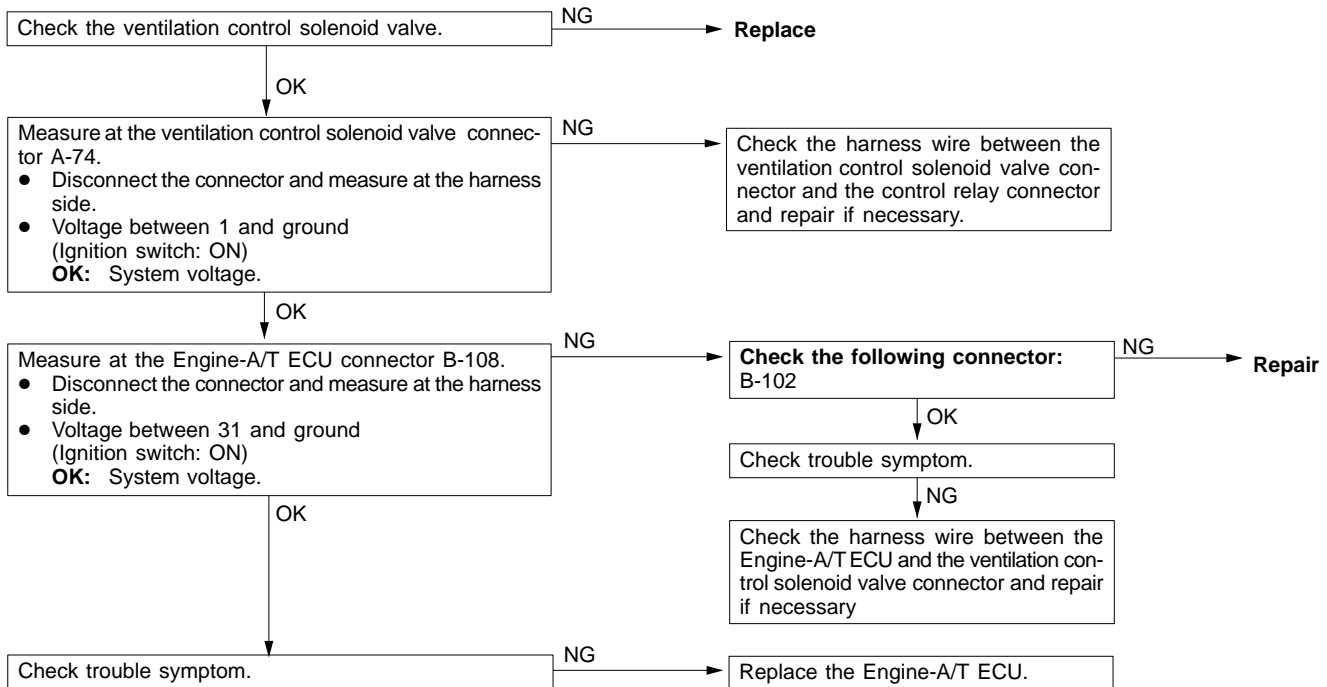 Check the ventilation control solenoid valve.
NG
Replace
OK
Measure at the ventilation control solenoid valve connec-
tor A-74.
● Disconnect the connector and measure at the harness
side.
● Voltage between 1 and ground
(Ignition switch: ON)
OK: System voltage.
NG
Check the harness wire between the
ventilation control solenoid valve con-
nector and the control relay connector
and repair if necessary.
OK
Measure at the Engine-A/T ECU connector B-108.
● Disconnect the connector and measure at the harness
side.
● Voltage between 31 and ground
(Ignition switch: ON)
OK: System voltage.
NG
Check the following connector:
B-102
NG
Repair
OK
Check trouble symptom.
NG
Check the harness wire between the
Engine-A/T ECU and the ventilation con-
trol solenoid valve connector and repair
if necessary
OK
Check trouble symptom.
NG
Replace the Engine-A/T ECU.